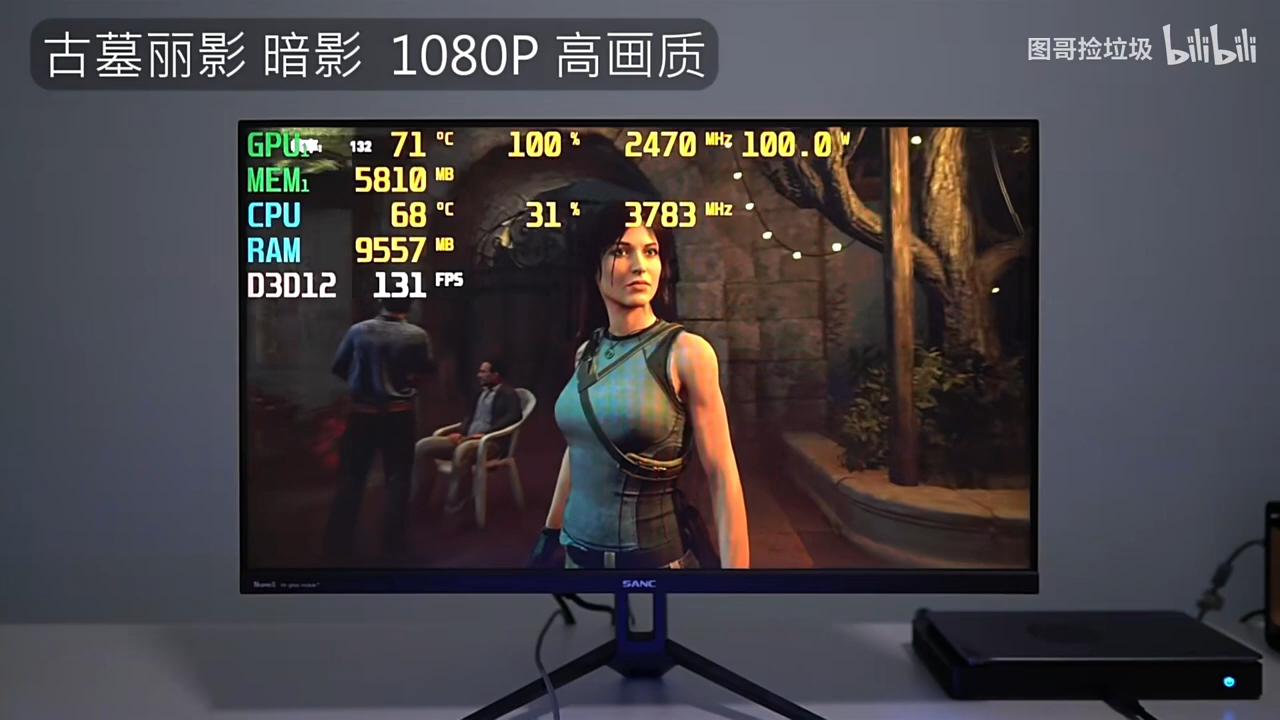 古墓丽影 暗影 1080P 高画质
图哥捡垃圾 bilibili
GPU1 132 71 °C 100 % 2470 MHz 100.0 W
MEM1 5810 MB
CPU 68 °C 31 % 3783 MHz
RAM 9557 MB
D3D12 131 FPS
SANC